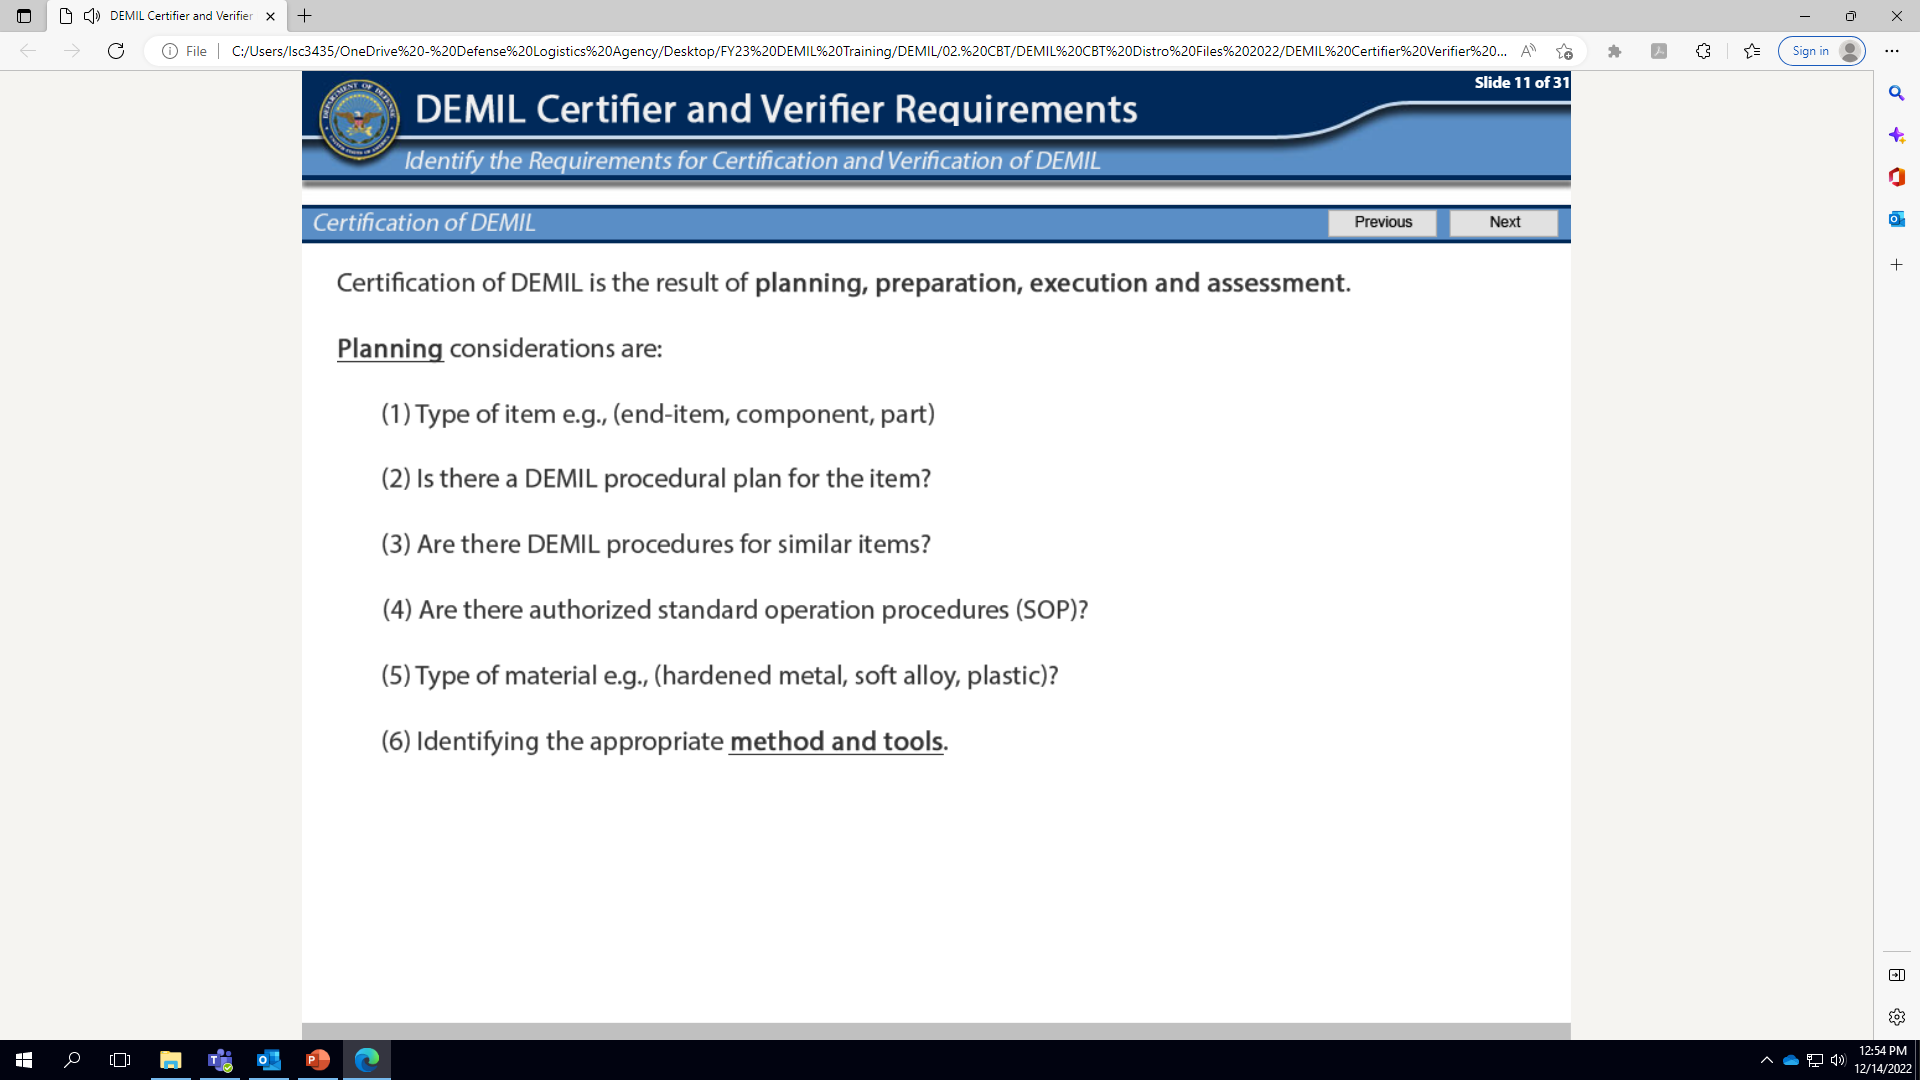 DEMIL Certifier and Verifier
File
C:/Users/lsc3435/OneDrive%20-%20Defense%20Logistics%20Agency/Desktop/FY23%20DEMIL%20Training/DEMIL/02.%20CBT/DEMIL%20CBT%20Distro%20Files%202022/DEMIL%20Certifier%20Verifier%20...
Sign in
Slide 11 of 31
DEMIL Certifier and Verifier Requirements
Identify the Requirements for Certification and Verification of DEMIL
Certification of DEMIL
Previous
Next
Certification of DEMIL is the result of planning, preparation, execution and assessment.
Planning considerations are:
(1) Type of item e.g., (end-item, component, part)
(2) Is there a DEMIL procedural plan for the item?
(3) Are there DEMIL procedures for similar items?
(4) Are there authorized standard operation procedures (SOP)?
(5) Type of material e.g., (hardened metal, soft alloy, plastic)?
(6) Identifying the appropriate method and tools.
12:54 PM
12/14/2022